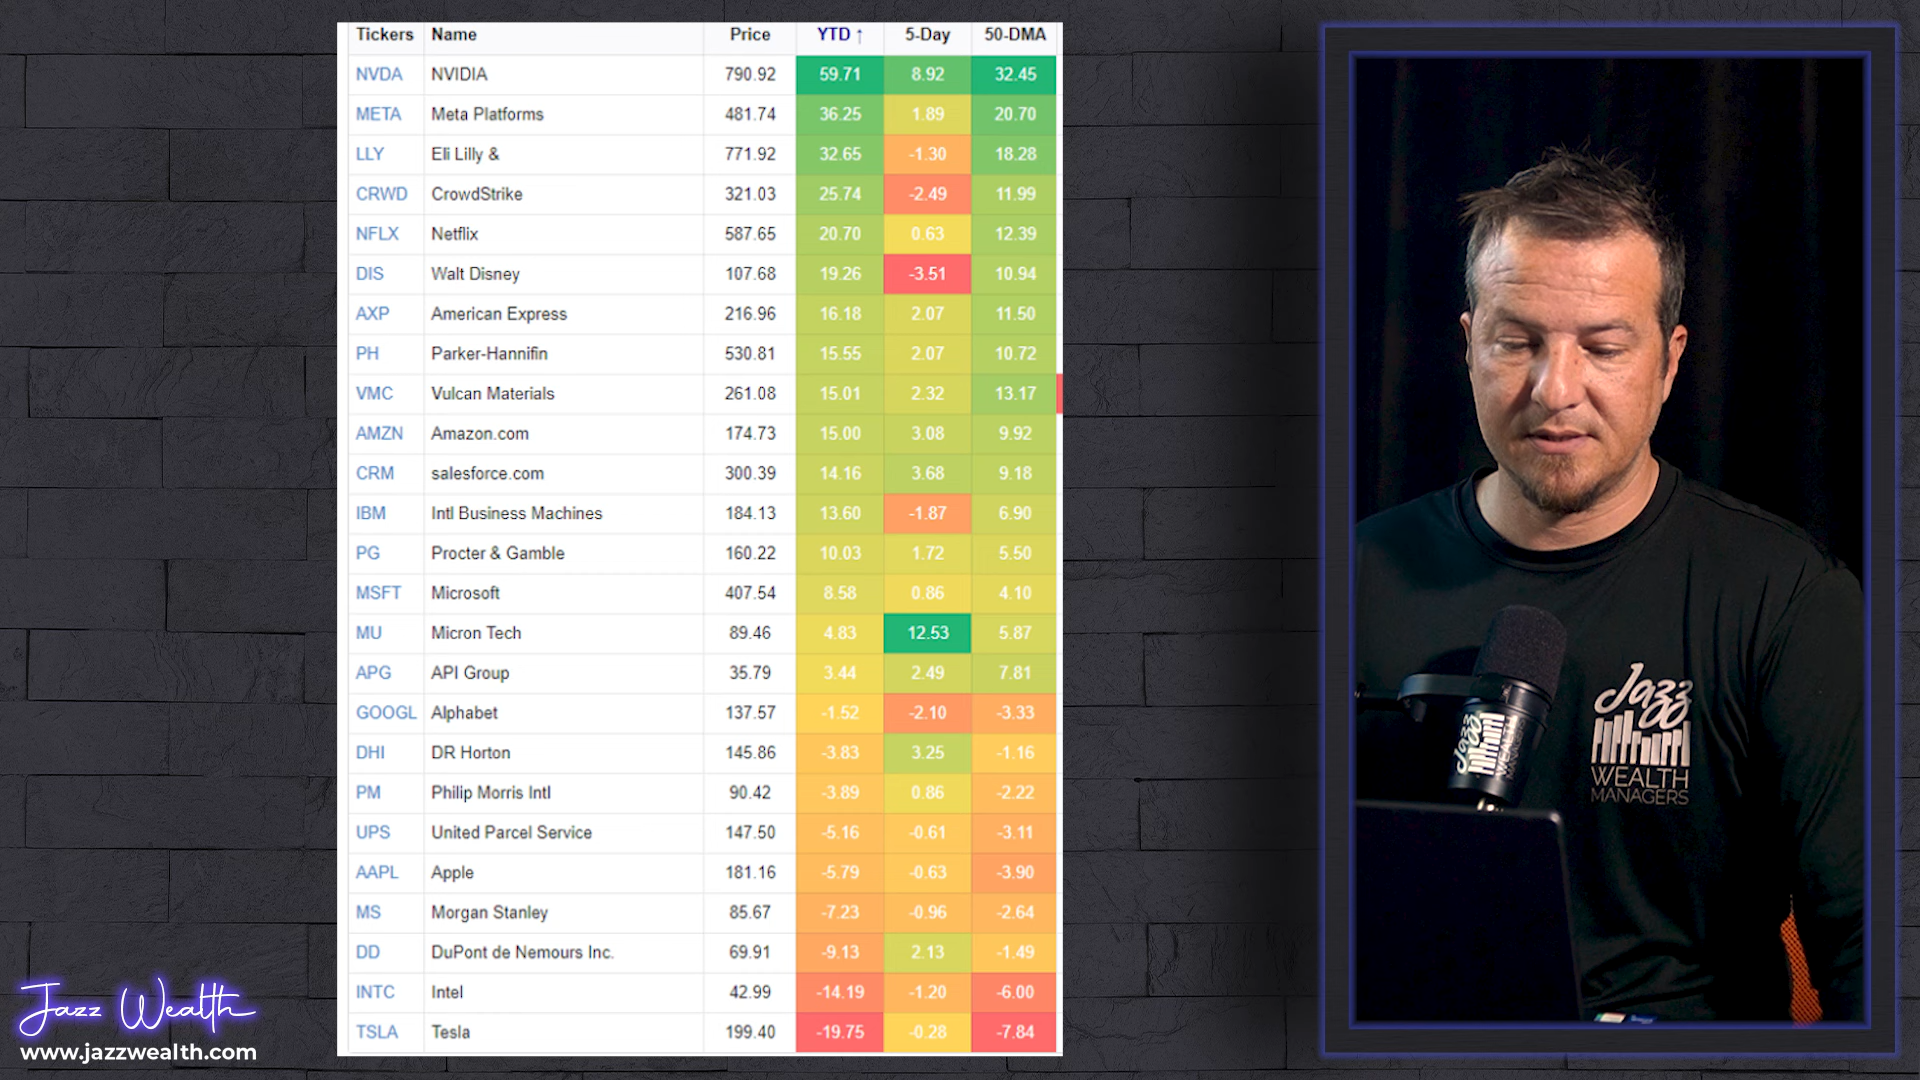 Tickers Name Price YTD ↑ 5-Day 50-DMA
NVDA NVIDIA 790.92 59.71 8.92 32.45
META Meta Platforms 481.74 36.25 1.89 20.70
LLY Eli Lilly & 771.92 32.65 -1.30 18.28
CRWD CrowdStrike 321.03 25.74 -2.49 11.99
NFLX Netflix 587.65 20.70 0.63 12.39
DIS Walt Disney 107.68 19.26 -3.51 10.94
AXP American Express 216.96 16.18 2.07 11.50
PH Parker-Hannifin 530.81 15.55 2.07 10.72
VMC Vulcan Materials 261.08 15.01 2.32 13.17
AMZN Amazon.com 174.73 15.00 3.08 9.92
CRM salesforce.com 300.39 14.16 3.68 9.18
IBM Intl Business Machines 184.13 13.60 -1.87 6.90
PG Procter & Gamble 160.22 10.03 1.72 5.50
MSFT Microsoft 407.54 8.58 0.86 4.10
MU Micron Tech 89.46 4.83 12.53 5.87
APG API Group 35.79 3.44 2.49 7.81
GOOGL Alphabet 137.57 -1.52 -2.10 -3.33
DHI DR Horton 145.86 -3.83 3.25 -1.16
PM Philip Morris Intl 90.42 -3.89 0.86 -2.22
UPS United Parcel Service 147.50 -5.16 -0.61 -3.11
AAPL Apple 181.16 -5.79 -0.63 -3.90
MS Morgan Stanley 85.67 -7.23 -0.96 -2.64
DD DuPont de Nemours Inc. 69.91 -9.13 2.13 -1.49
INTC Intel 42.99 -14.19 -1.20 -6.00
TSLA Tesla 199.40 -19.75 -0.28 -7.84
Jazz Wealth
www.jazzwealth.com
Jazz
WEALTH
MANAGERS
Jazz
WEALTH
MANAGERS